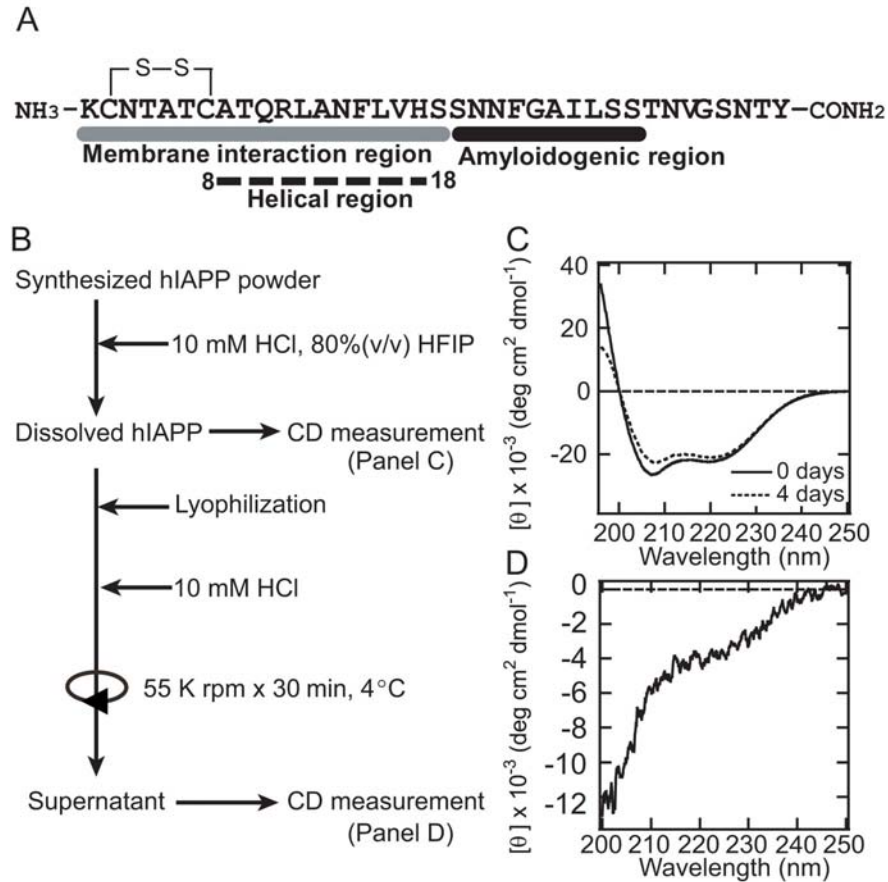 A
S–S
NH3–KCNTATCATQRLANFLVHSSNNFGAILSSTNVGSNTY–CONH2
Membrane interaction region
Amyloidogenic region
8 18
Helical region
B
Synthesized hIAPP powder
10 mM HCl, 80%(v/v) HFIP
Dissolved hIAPP
CD measurement
(Panel C)
Lyophilization
10 mM HCl
55 K rpm x 30 min, 4°C
Supernatant
CD measurement
(Panel D)
C
[θ] x 10-3 (deg cm2 dmol-1)
40
20
0
-20
0 days
4 days
200 210 220 230 240 250
Wavelength (nm)
D
[θ] x 10-3 (deg cm2 dmol-1)
0
-2
-4
-6
-8
-10
-12
200 210 220 230 240 250
Wavelength (nm)